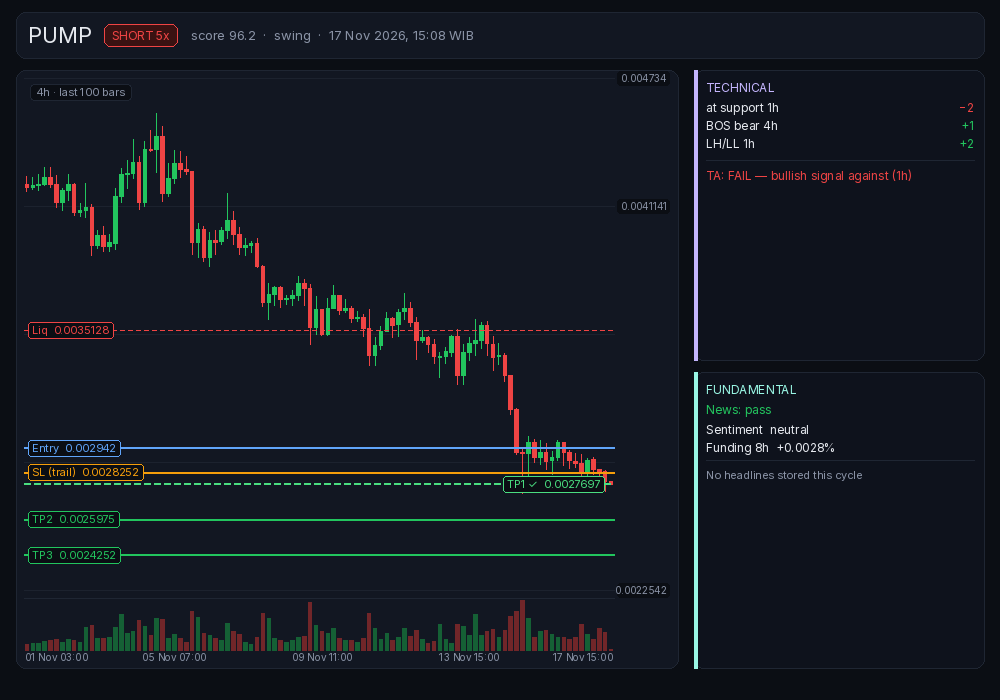 PUMP SHORT 5x score 96.2 · swing · 17 Nov 2026, 15:08 WIB
4h · last 100 bars
0.004734
0.0041141
Liq 0.0035128
Entry 0.002942
SL (trail) 0.0028252
TP1 ✓ 0.0027697
TP2 0.0025975
TP3 0.0024252
0.0022542
01 Nov 03:00 05 Nov 07:00 09 Nov 11:00 13 Nov 15:00 17 Nov 15:00
TECHNICAL
at support 1h −2
BOS bear 4h +1
LH/LL 1h +2
TA: FAIL — bullish signal against (1h)
FUNDAMENTAL
News: pass
Sentiment neutral
Funding 8h +0.0028%
No headlines stored this cycle